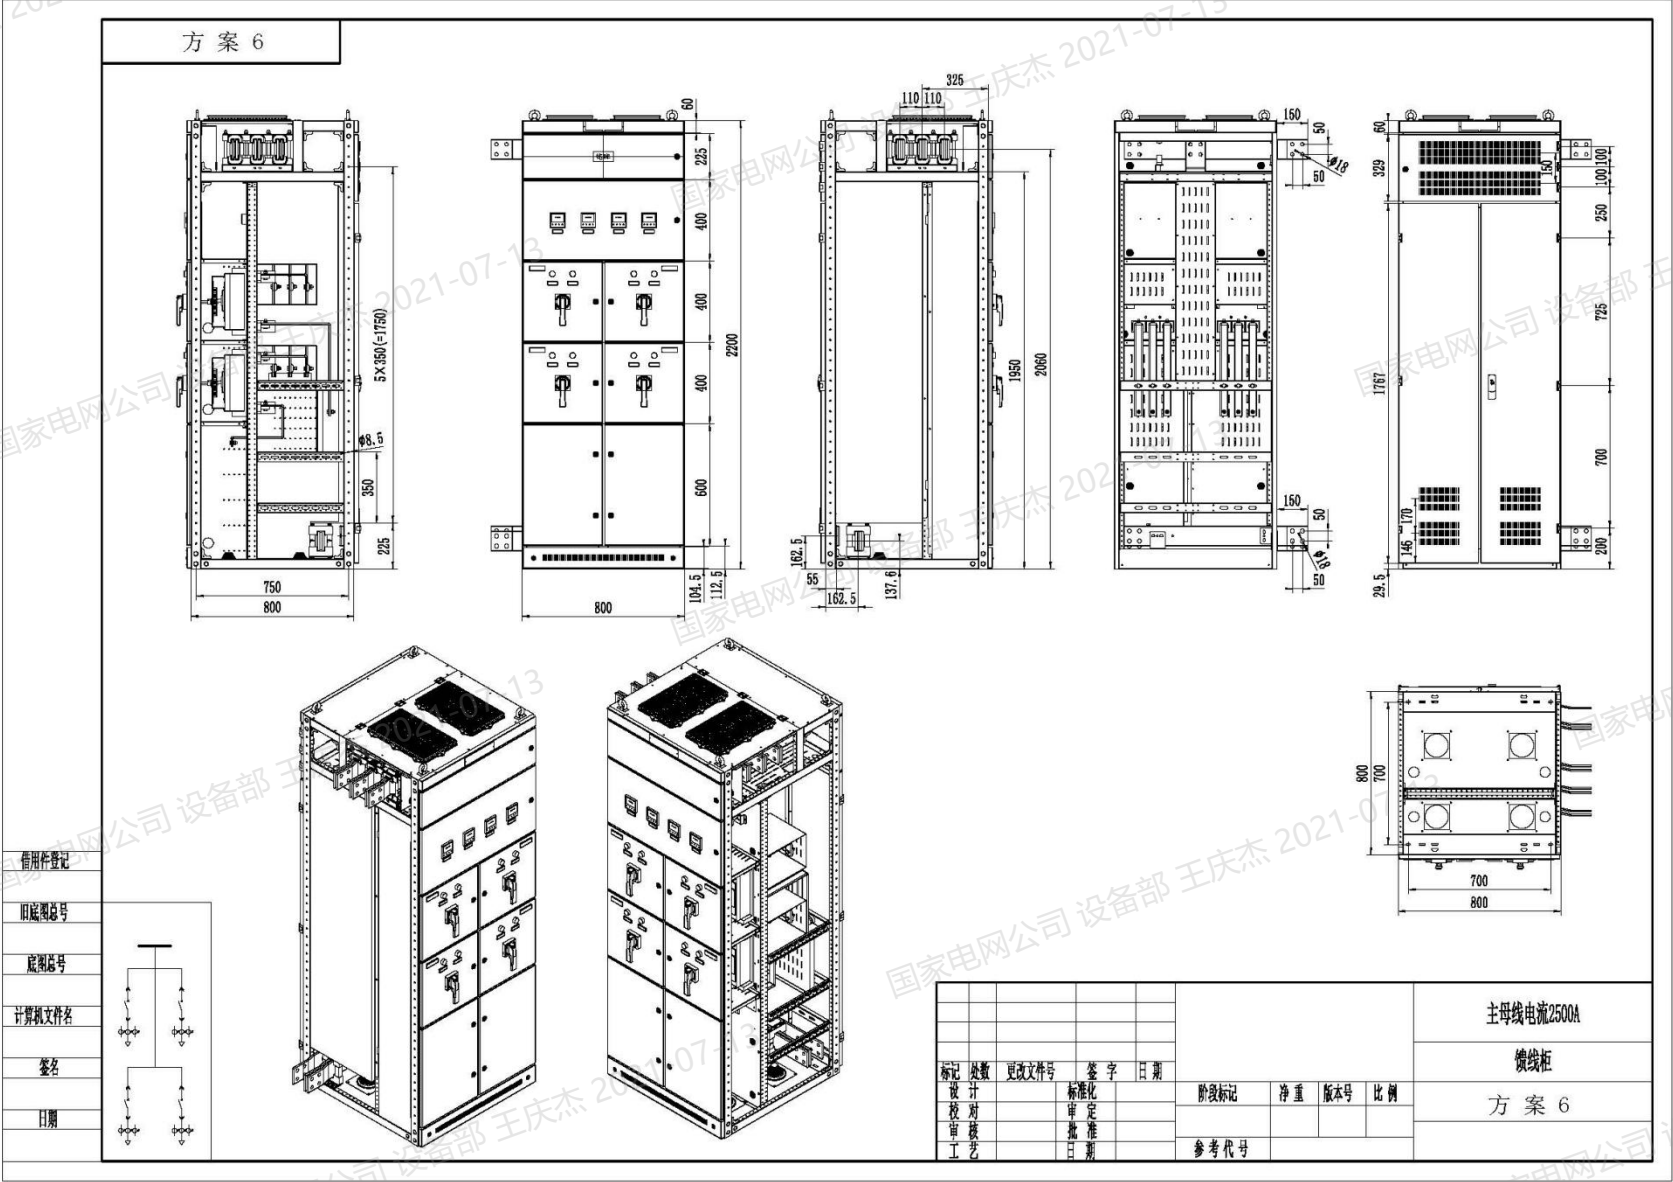 方 案 6
325
110 110
60
225
400
400
400
600
2200
104.5
112.5
800
5×350(=1750)
Φ8.5
350
225
750
800
1950
2060
162.5
55
162.5
137.5
150
50
Φ18
50
150
50
Φ18
50
60
329
1767
150
100
100
250
725
700
200
170
146
29.5
800
700
700
800
借用件登记
旧底图总号
底图总号
计算机文件名
签名
日期
主母线电流2500A
馈线柜
方 案 6
标记 处数 更改文件号 签 字 日 期
设 计 标准化
校 对 审 定
审 核 批 准
工 艺 日 期
阶段标记 净 重 版本号 比 例
参 考 代 号
国家电网公司 设备部 王庆杰 2021-07-13